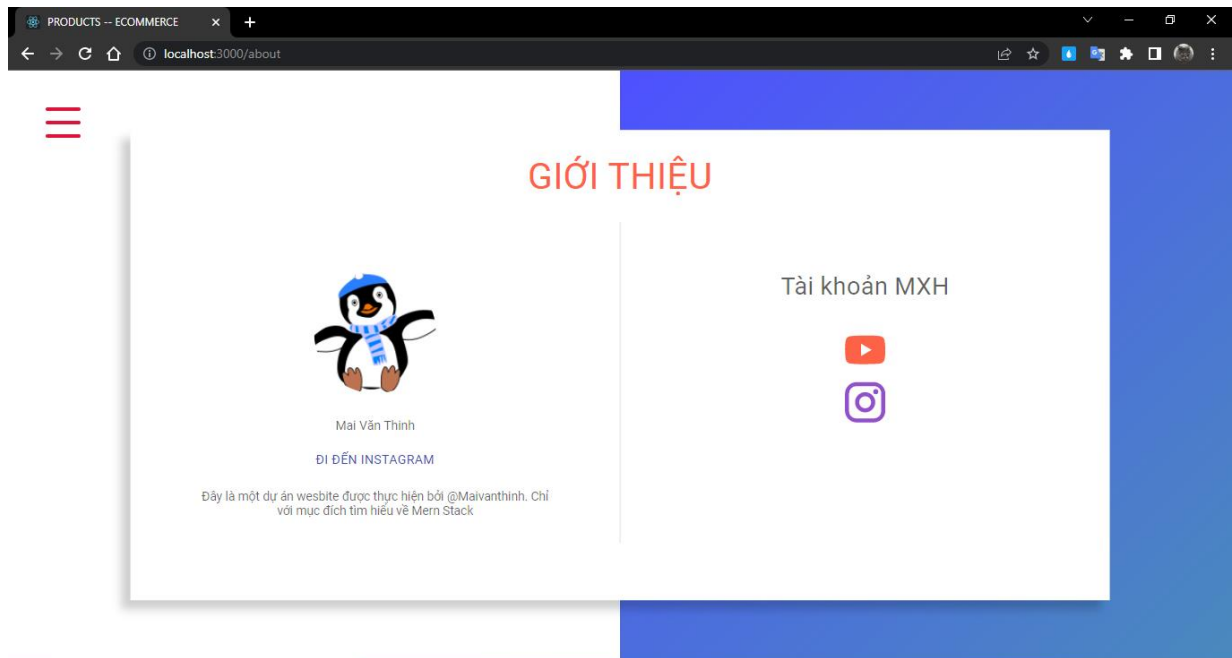 PRODUCTS -- ECOMMERCE
localhost:3000/about
GIỚI THIỆU
Mai Văn Thinh
ĐI ĐẾN INSTAGRAM
Đây là một dự án wesbite được thực hiện bởi @Maivanthinh. Chỉ
với mục đích tìm hiểu về Mern Stack
Tài khoản MXH